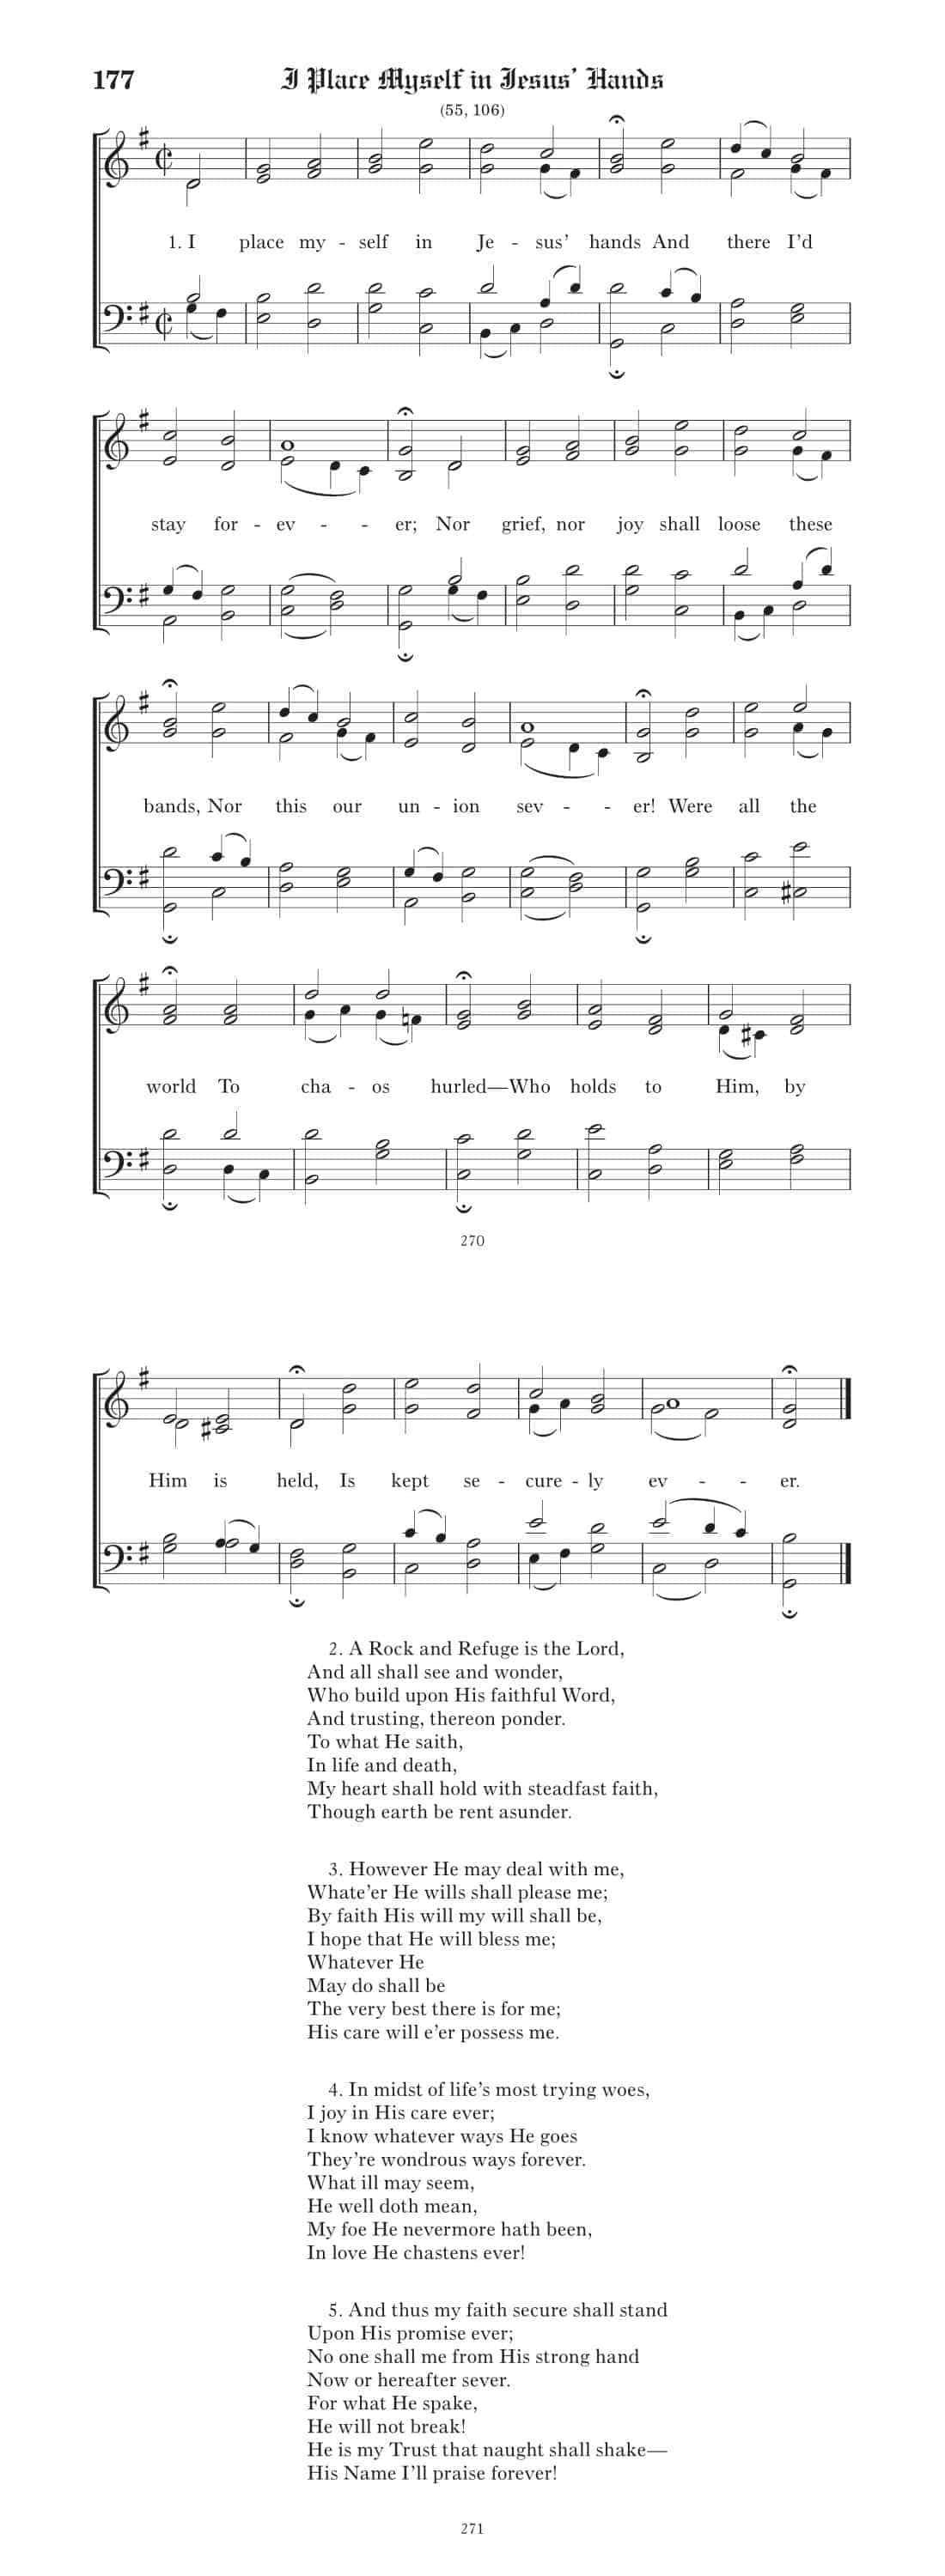 177 I Place Myself in Jesus’ Hands
(55, 106)
1. I place my - self in Je - sus’ hands And there I’d
stay for - ev - - er; Nor grief, nor joy shall loose these
bands, Nor this our un - ion sev - - er! Were all the
world To cha - os hurled—Who holds to Him, by
270
Him is held, Is kept se - cure - ly ev - - er.
2. A Rock and Refuge is the Lord,
And all shall see and wonder,
Who build upon His faithful Word,
And trusting, thereon ponder.
To what He saith,
In life and death,
My heart shall hold with steadfast faith,
Though earth be rent asunder.
3. However He may deal with me,
Whate’er He wills shall please me;
By faith His will my will shall be,
I hope that He will bless me;
Whatever He
May do shall be
The very best there is for me;
His care will e’er possess me.
4. In midst of life’s most trying woes,
I joy in His care ever;
I know whatever ways He goes
They’re wondrous ways forever.
What ill may seem,
He well doth mean,
My foe He nevermore hath been,
In love He chastens ever!
5. And thus my faith secure shall stand
Upon His promise ever;
No one shall me from His strong hand
Now or hereafter sever.
For what He spake,
He will not break!
He is my Trust that naught shall shake—
His Name I’ll praise forever!
271